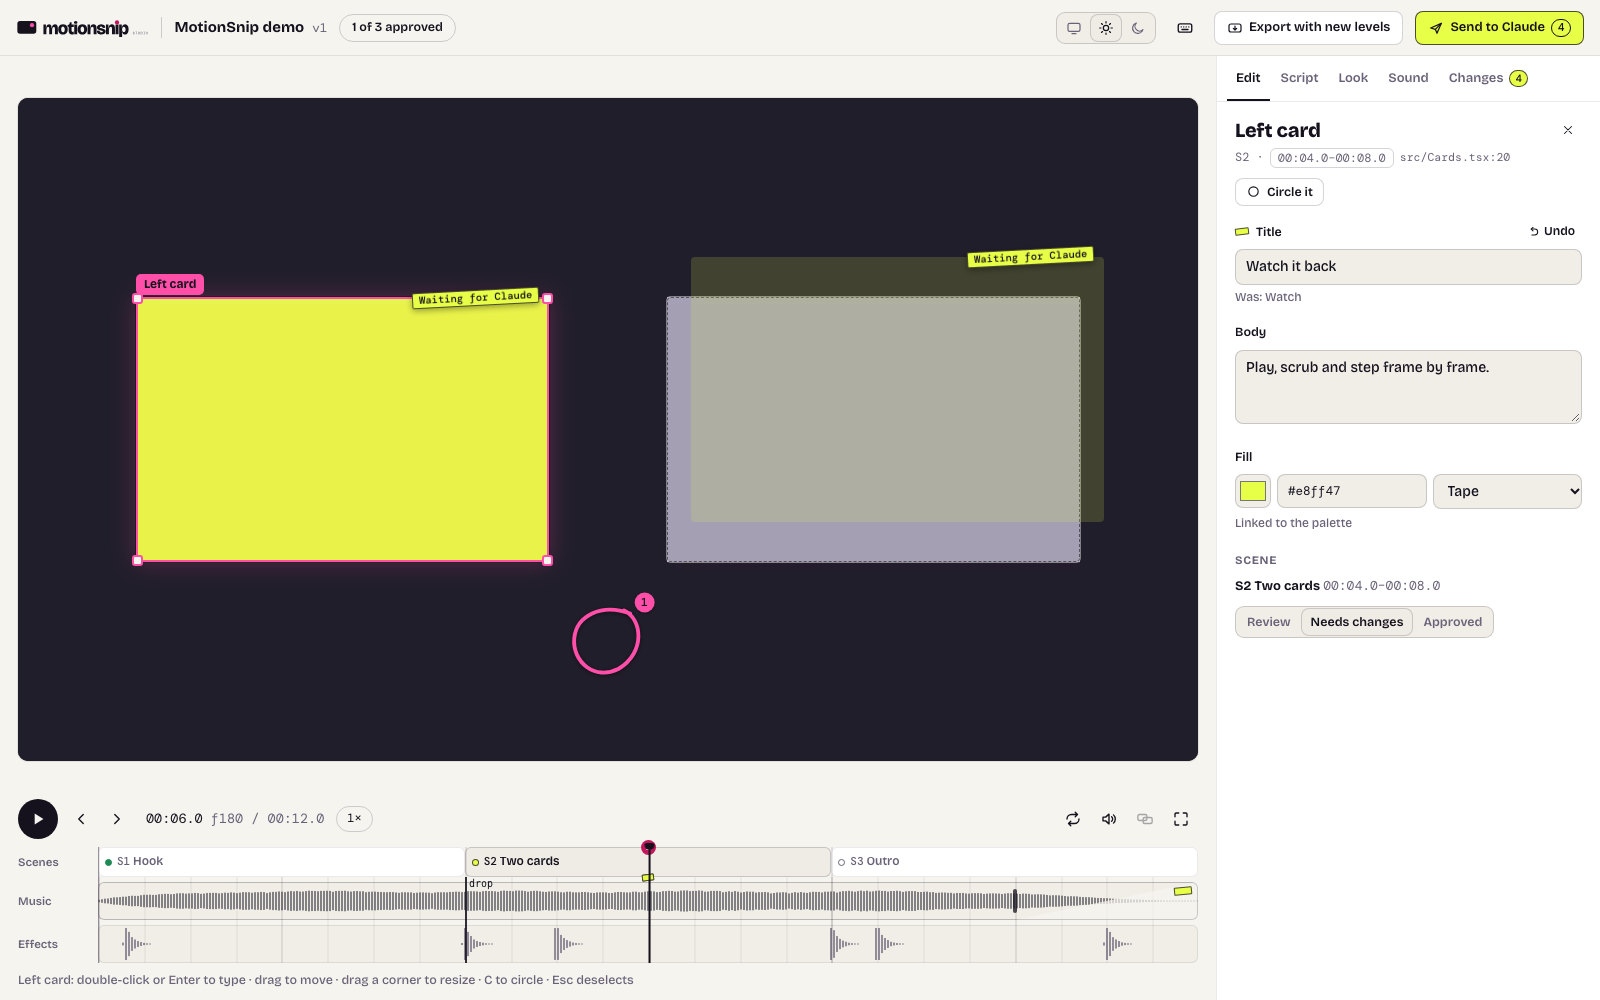 motionsnip
MotionSnip demo v1 1 of 3 approved
Export with new levels
Send to Claude 4
Edit Script Look Sound Changes 4
Left card
S2 · 00:04.0–00:08.0 src/Cards.tsx:20
Circle it
Title Undo
Watch it back
Was: Watch
Body
Play, scrub and step frame by frame.
Fill
#e8ff47 Tape
Linked to the palette
SCENE
S2 Two cards 00:04.0–00:08.0
Review Needs changes Approved
Left card
Waiting for Claude
Waiting for Claude
1
00:06.0 f180 / 00:12.0 1×
Scenes S1 Hook S2 Two cards S3 Outro
drop
Music
Effects
Left card: double-click or Enter to type · drag to move · drag a corner to resize · C to circle · Esc deselects